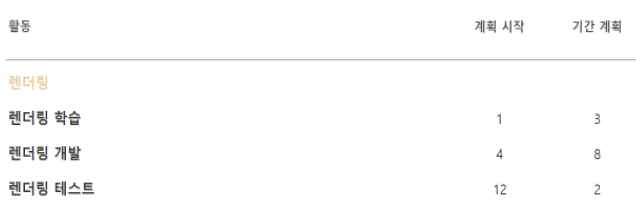 활동 계획 시작 기간 계획
렌더링
렌더링 학습 1 3
렌더링 개발 4 8
렌더링 테스트 12 2